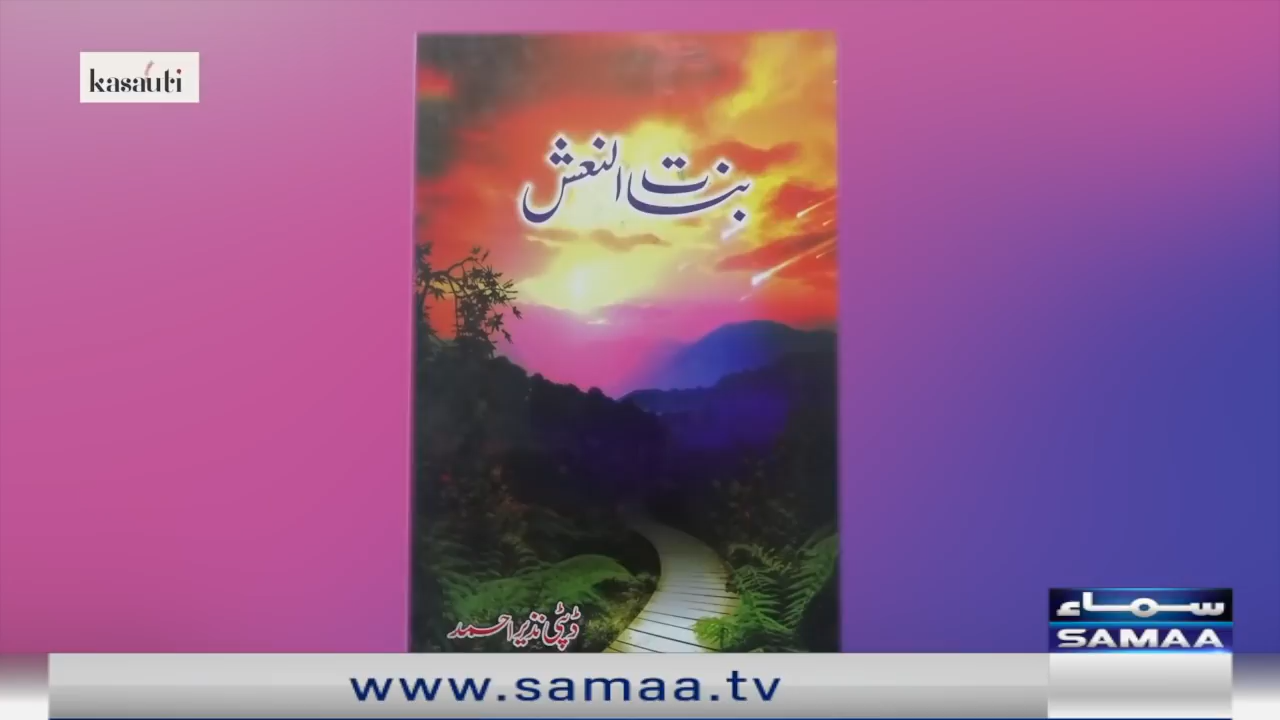 kasauti
بنات النعش
ڈپٹی نذیر احمد
سماء
SAMAA
www.samaa.tv